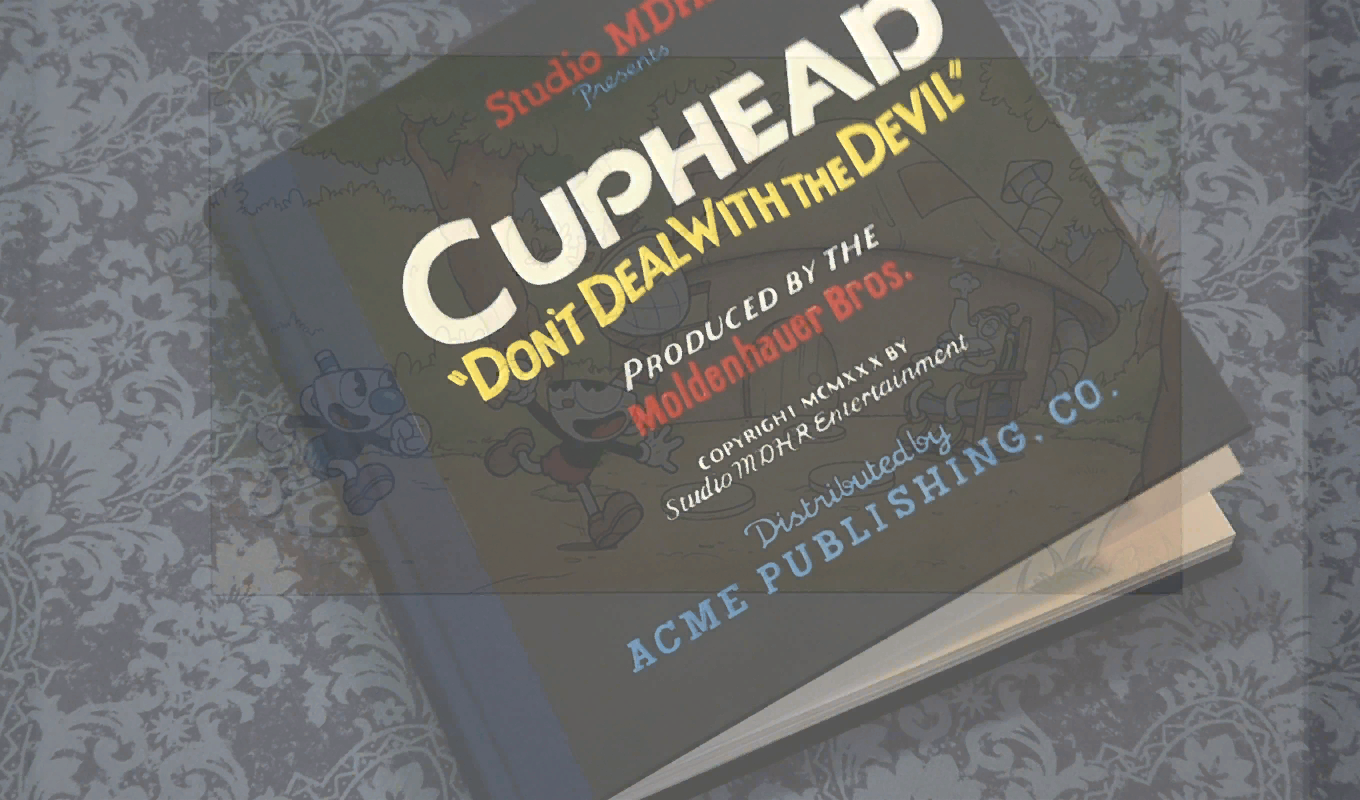 Studio MDH
Presents
CUPHEAD
"DON'T DEAL WITH THE DEVIL"
PRODUCED BY THE
Moldenhauer Bros.
COPYRIGHT MCMXXX BY
Studio MDHR Entertainment
Distributed by
ACME PUBLISHING. CO.